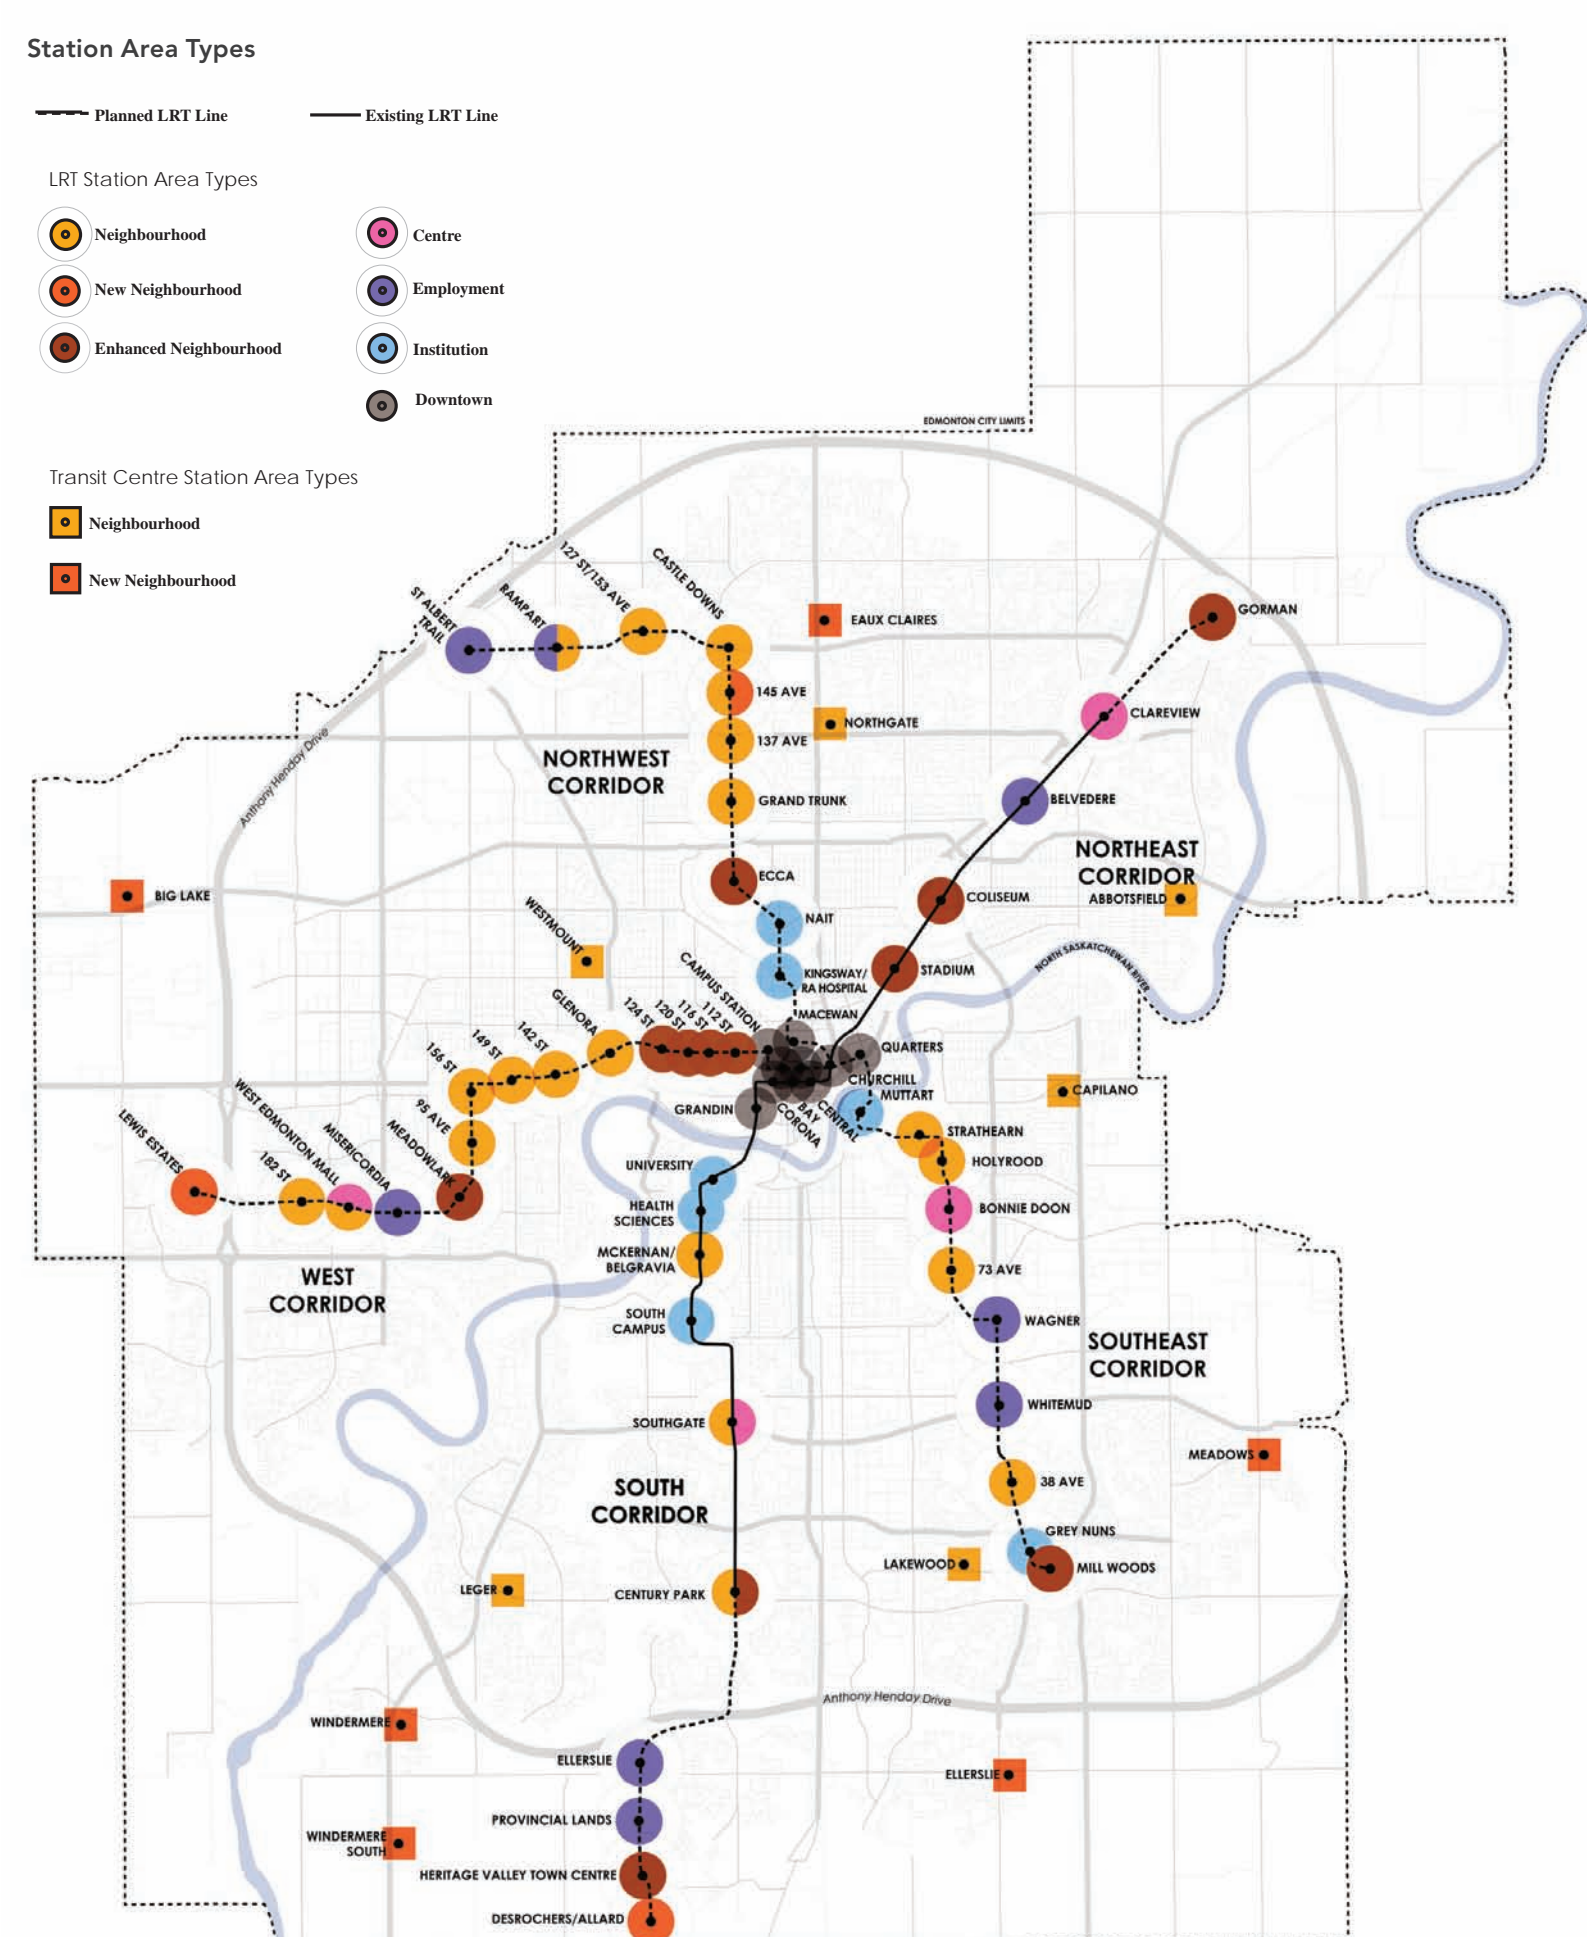 Station Area Types
Planned LRT Line
Existing LRT Line
LRT Station Area Types
Neighbourhood
Centre
New Neighbourhood
Employment
Enhanced Neighbourhood
Institution
Downtown
Transit Centre Station Area Types
Neighbourhood
New Neighbourhood
EDMONTON CITY LIMITS
127 ST/153 AVE
CASTLE DOWNS
RAMPART
ST ALBERT
TRAIL
EAUX CLAIRES
GORMAN
145 AVE
NORTHGATE
CLAREVIEW
137 AVE
NORTHWEST
CORRIDOR
Anthony Henday Drive
GRAND TRUNK
BELVEDERE
NORTHEAST
CORRIDOR
ECCA
BIG LAKE
COLISEUM
ABBOTSFIELD
WESTMOUNT
NAIT
NORTH SASKATCHEWAN RIVER
KINGSWAY/
RA HOSPITAL
STADIUM
CAMPUS STATION
GLENORA
124 ST
120 ST
116 ST
112 ST
MACEWAN
142 ST
149 ST
156 ST
QUARTERS
CHURCHILL
MUTTART
CAPILANO
GRANDIN
CORONA
BAY
CENTRAL
95 AVE
WEST EDMONTON MALL
LEWIS ESTATES
MISERICORDIA
MEADOWLARK
182 ST
STRATHEARN
HOLYROOD
UNIVERSITY
HEALTH
SCIENCES
BONNIE DOON
MCKERNAN/
BELGRAVIA
73 AVE
WEST
CORRIDOR
SOUTH
CAMPUS
WAGNER
SOUTHEAST
CORRIDOR
WHITEMUD
SOUTHGATE
MEADOWS
SOUTH
CORRIDOR
38 AVE
GREY NUNS
LAKEWOOD
MILL WOODS
LEGER
CENTURY PARK
Anthony Henday Drive
WINDERMERE
ELLERSLIE
ELLERSLIE
PROVINCIAL LANDS
WINDERMERE
SOUTH
HERITAGE VALLEY TOWN CENTRE
DESROCHERS/ALLARD